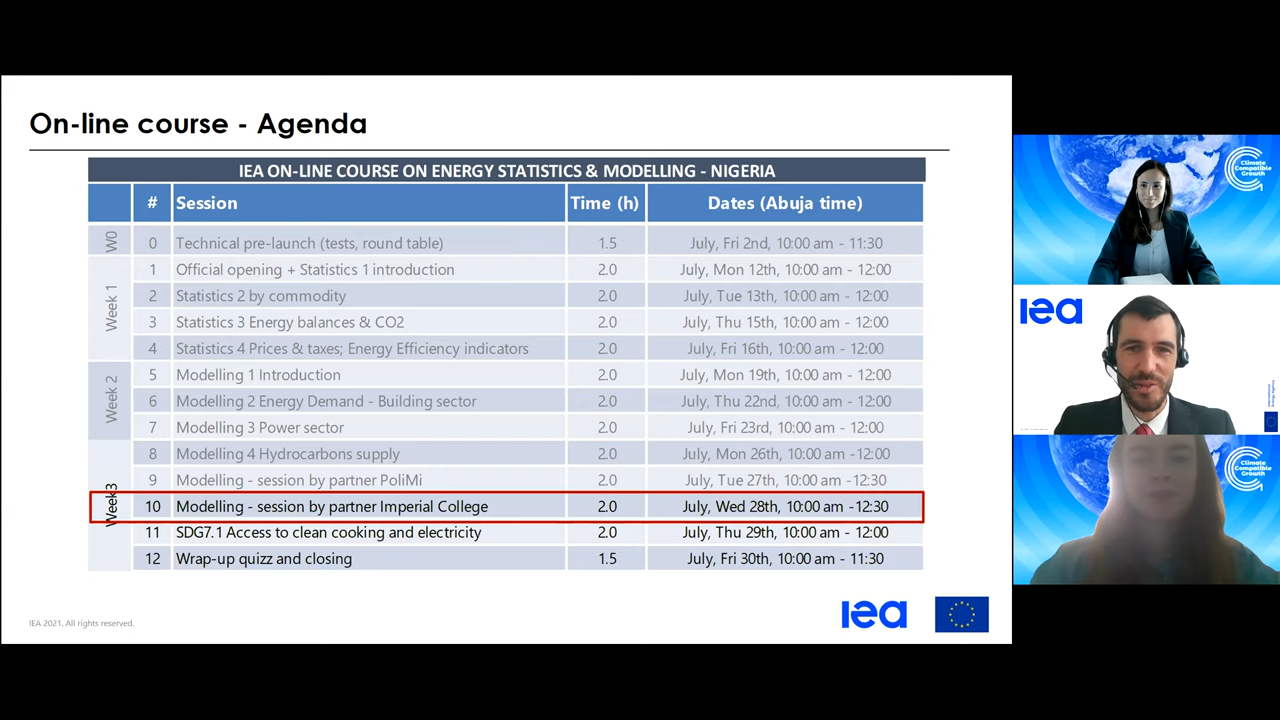 On-line course - Agenda
IEA ON-LINE COURSE ON ENERGY STATISTICS & MODELLING - NIGERIA
# Session Time (h) Dates (Abuja time)
W0
0 Technical pre-launch (tests, round table) 1.5 July, Fri 2nd, 10:00 am - 11:30
Week 1
1 Official opening + Statistics 1 introduction 2.0 July, Mon 12th, 10:00 am - 12:00
2 Statistics 2 by commodity 2.0 July, Tue 13th, 10:00 am - 12:00
3 Statistics 3 Energy balances & CO2 2.0 July, Thu 15th, 10:00 am - 12:00
4 Statistics 4 Prices & taxes; Energy Efficiency indicators 2.0 July, Fri 16th, 10:00 am - 12:00
Week 2
5 Modelling 1 Introduction 2.0 July, Mon 19th, 10:00 am - 12:00
6 Modelling 2 Energy Demand - Building sector 2.0 July, Thu 22nd, 10:00 am - 12:00
7 Modelling 3 Power sector 2.0 July, Fri 23rd, 10:00 am - 12:00
Week3
8 Modelling 4 Hydrocarbons supply 2.0 July, Mon 26th, 10:00 am -12:00
9 Modelling - session by partner PoliMi 2.0 July, Tue 27th, 10:00 am -12:30
10 Modelling - session by partner Imperial College 2.0 July, Wed 28th, 10:00 am -12:30
11 SDG7.1 Access to clean cooking and electricity 2.0 July, Thu 29th, 10:00 am - 12:00
12 Wrap-up quizz and closing 1.5 July, Fri 30th, 10:00 am - 11:30
IEA 2021. All rights reserved.
iea
Climate
Compatible
Growth
iea
Climate
Compatible
Growth